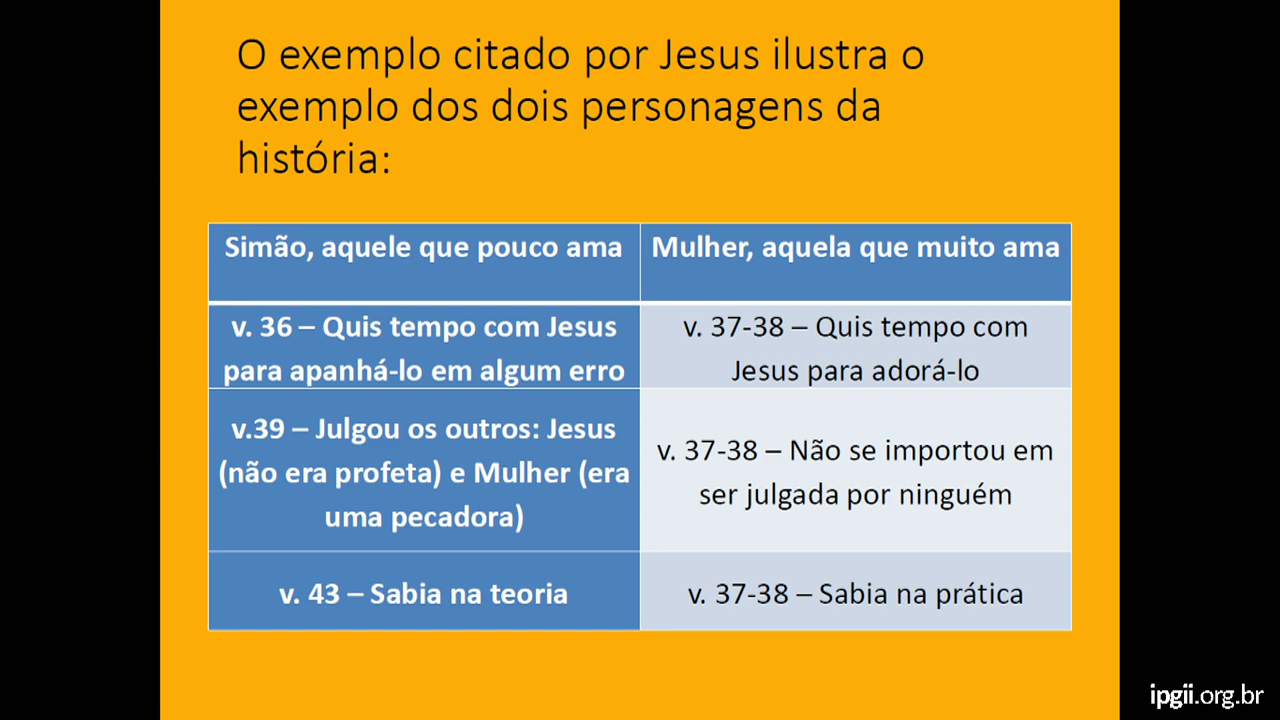 O exemplo citado por Jesus ilustra o
exemplo dos dois personagens da
história:
Simão, aquele que pouco ama
Mulher, aquela que muito ama
v. 36 – Quis tempo com Jesus
para apanhá-lo em algum erro
v. 37-38 – Quis tempo com
Jesus para adorá-lo
v.39 – Julgou os outros: Jesus
(não era profeta) e Mulher (era
uma pecadora)
v. 37-38 – Não se importou em
ser julgada por ninguém
v. 43 – Sabia na teoria
v. 37-38 – Sabia na prática
ipgii.org.br